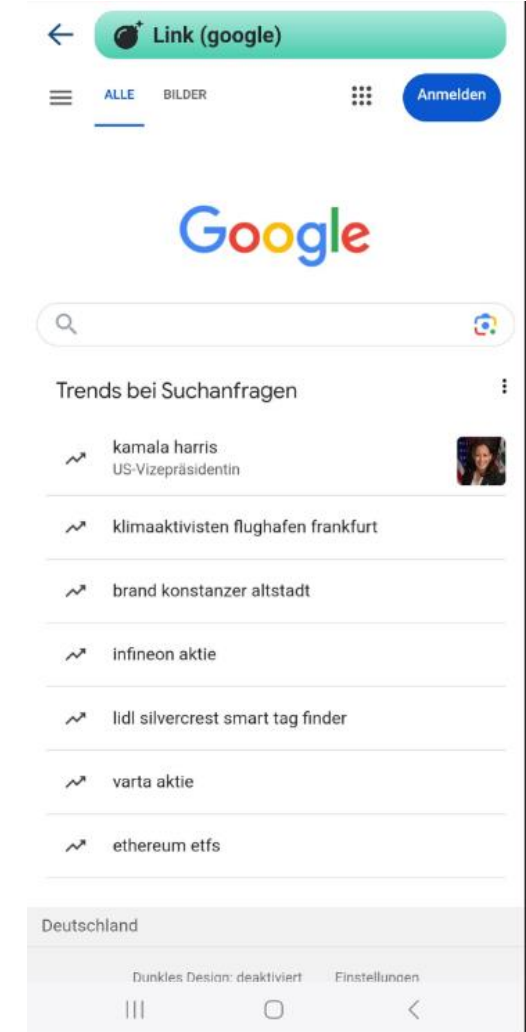 Link (google)
ALLE BILDER Anmelden
Google
Trends bei Suchanfragen
kamala harris
US-Vizepräsidentin
klimaaktivisten flughafen frankfurt
brand konstanzer altstadt
infineon aktie
lidl silvercrest smart tag finder
varta aktie
ethereum etfs
Deutschland
Dunkles Design: deaktiviert Einstellungen